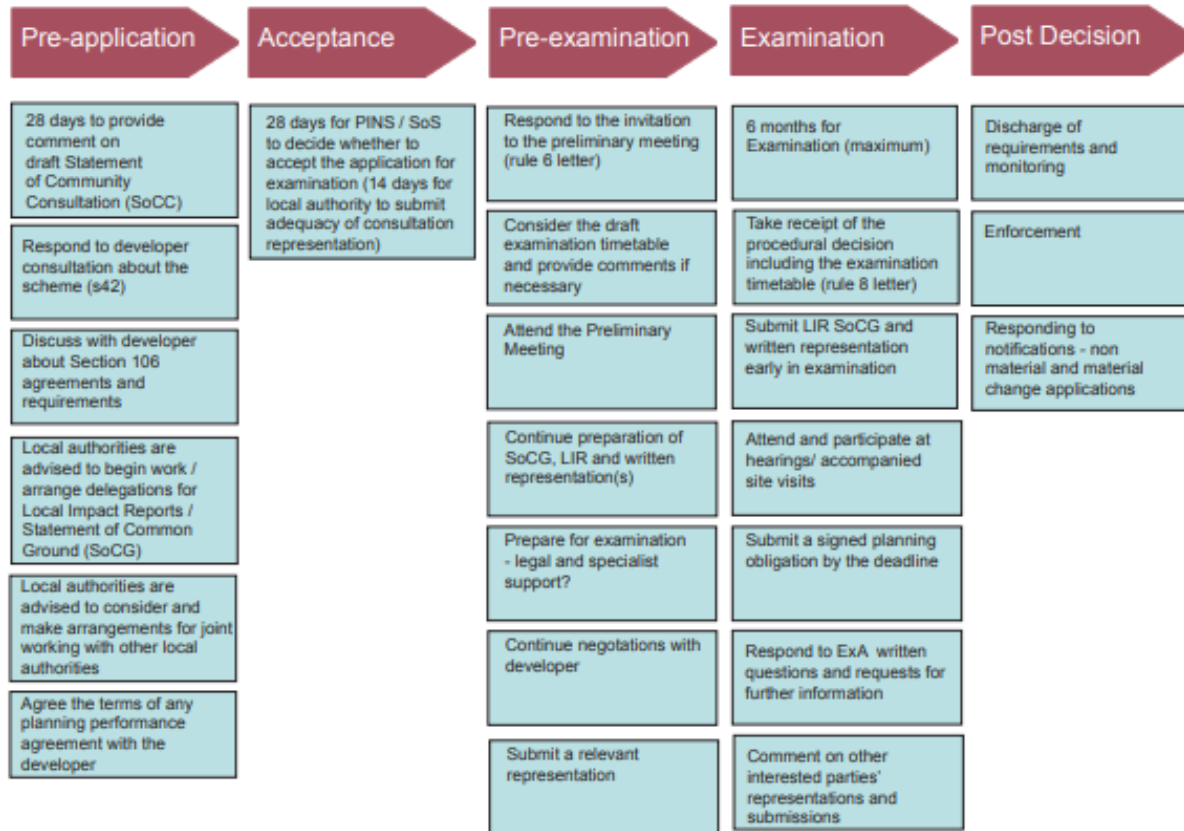 Pre-application
Acceptance
Pre-examination
Examination
Post Decision
28 days to provide
comment on
draft Statement
of Community
Consultation (SoCC)
Respond to developer
consultation about the
scheme (s42)
Discuss with developer
about Section 106
agreements and
requirements
Local authorities are
advised to begin work /
arrange delegations for
Local Impact Reports /
Statement of Common
Ground (SoCG)
Local authorities are
advised to consider and
make arrangements for joint
working with other local
authorities
Agree the terms of any
planning performance
agreement with the
developer
28 days for PINS / SoS
to decide whether to
accept the application for
examination (14 days for
local authority to submit
adequacy of consultation
representation)
Respond to the invitation
to the preliminary meeting
(rule 6 letter)
Consider the draft
examination timetable
and provide comments if
necessary
Attend the Preliminary
Meeting
Continue preparation of
SoCG, LIR and written
representation(s)
Prepare for examination
- legal and specialist
support?
Continue negotations with
developer
Submit a relevant
representation
6 months for
Examination (maximum)
Take receipt of the
procedural decision
including the examination
timetable (rule 8 letter)
Submit LIR SoCG and
written representation
early in examination
Attend and participate at
hearings/ accompanied
site visits
Submit a signed planning
obligation by the deadline
Respond to ExA written
questions and requests for
further information
Comment on other
interested parties'
representations and
submissions
Discharge of
requirements and
monitoring
Enforcement
Responding to
notifications - non
material and material
change applications